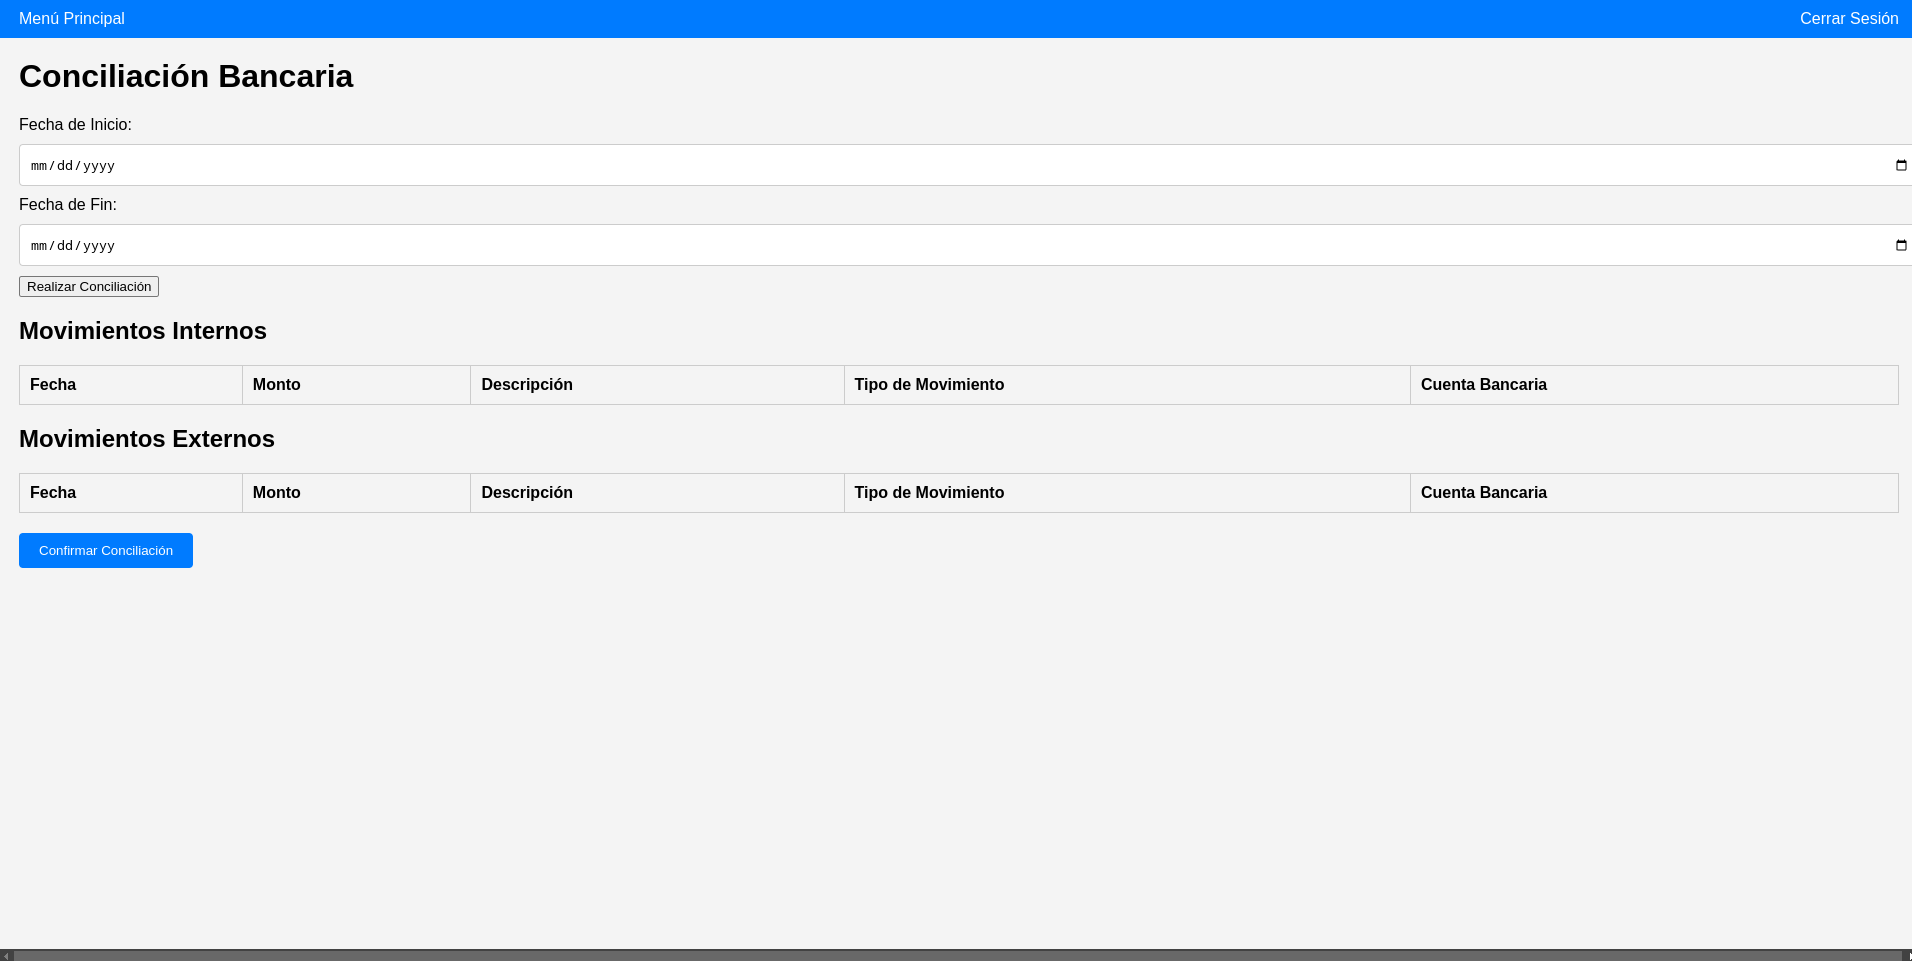 Menú Principal Cerrar Sesión
Conciliación Bancaria
Fecha de Inicio:
mm/dd/yyyy
Fecha de Fin:
mm/dd/yyyy
Realizar Conciliación
Movimientos Internos
Fecha Monto Descripción Tipo de Movimiento Cuenta Bancaria
Movimientos Externos
Fecha Monto Descripción Tipo de Movimiento Cuenta Bancaria
Confirmar Conciliación